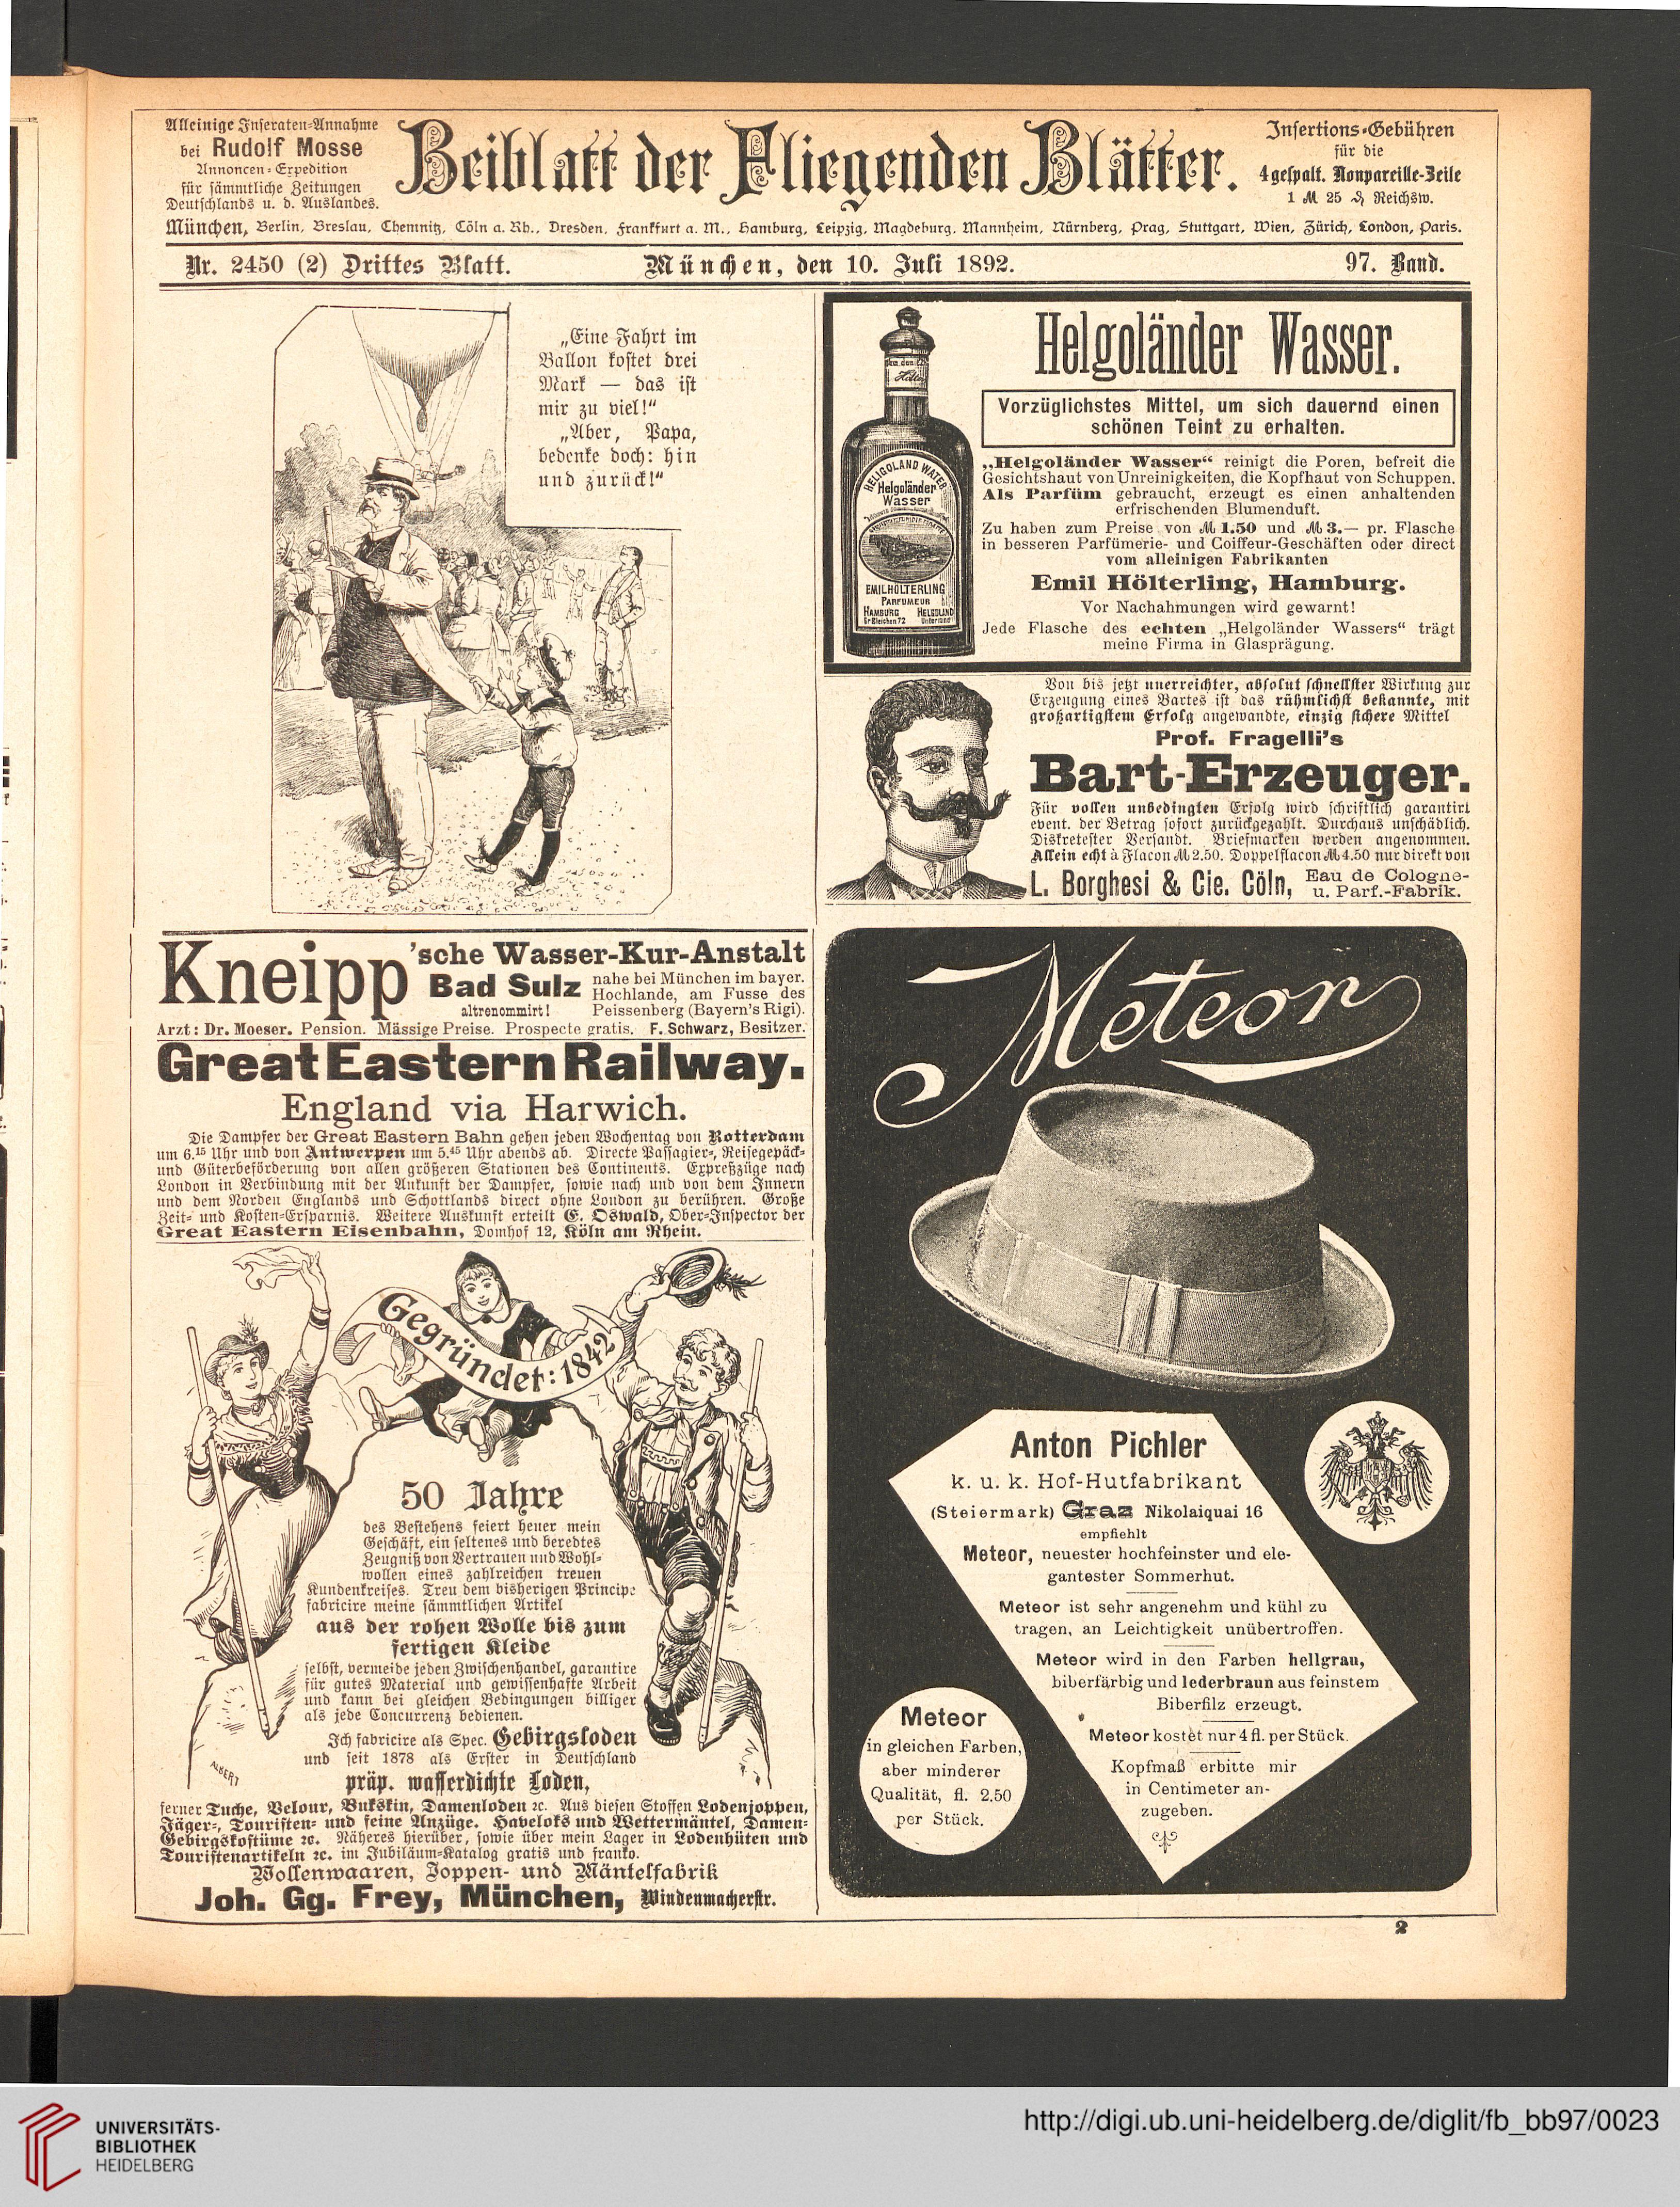 Alleinige Inseraten-Annahme
bei Rudolf Mosse
Annoncen-Expedition
für sämmtliche Zeitungen
Deutschlands u. d. Auslandes.
Beiblatt der Fliegenden Blätter.
Insertions-Gebühren
für die
4 gespalt. Nonpareille-Zeile
1 ℳ 25 ₰ Reichsw.
München, Berlin, Breslau, Chemnitz, Cöln a. Rh., Dresden, Frankfurt a. M., Hamburg, Leipzig, Magdeburg, Mannheim, Nürnberg, Prag, Stuttgart, Wien, Zürich, London, Paris.
Nr. 2450 (2) Drittes Blatt. München, den 10. Juli 1892. 97. Band.
„Eine Fahrt im
Ballon kostet drei
Mark — das ist
mir zu viel!“
„Aber, Papa,
bedenke doch: hin
und zurück!“
Kneipp'sche Wasser-Kur-Anstalt
Bad Sulz
altrenommirt!
nahe bei München im bayer.
Hochlande, am Fusse des
Peissenberg (Bayern's Rigi).
Arzt: Dr. Moeser. Pension. Mässige Preise. Prospecte gratis. F. Schwarz, Besitzer.
Great Eastern Railway.
England via Harwich.
Die Dampfer der Great Eastern Bahn gehen jeden Wochentag von Rotterdam
um 6.15 Uhr und von Antwerpen um 5.45 Uhr abends ab. Directe Passagier-, Reisegepäck-
und Güterbeförderung von allen größeren Stationen des Continents. Expreßzüge nach
London in Verbindung mit der Ankunft der Dampfer, sowie nach und von dem Innern
und dem Norden Englands und Schottlands direct ohne London zu berühren. Große
Zeit- und Kosten-Ersparnis. Weitere Auskunft erteilt E. Oswald, Ober-Inspector der
Great Eastern Eisenbahn, Domhof 12, Köln am Rhein.
Gegründet: 1842
50 Jahre
des Bestehens feiert heuer mein
Geschäft, ein seltenes und beredtes
Zeugniß von Vertrauen und Wohl-
wollen eines zahlreichen treuen
Kundenkreises. Treu dem bisherigen Principe
fabricire meine sämmtlichen Artikel
aus der rohen Wolle bis zum
fertigen Kleide
selbst, vermeide jeden Zwischenhandel, garantire
für gutes Material und gewissenhafte Arbeit
und kann bei gleichen Bedingungen billiger
als jede Concurrenz bedienen.
Ich fabricire als Spec. Gebirgsloden
und seit 1878 als Erster in Deutschland
präp. wasserdichte Loden,
ferner Tuche, Velour, Bukskin, Damenloden ꝛc. Aus diesen Stoffen Lodenjoppen,
Jäger-, Touristen- und feine Anzüge. Haveloks und Wettermäntel, Damen-
Gebirgskostüme ꝛc. Näheres hierüber, sowie über mein Lager in Lodenhüten und
Touristenartikeln ꝛc. im Jubiläum-Katalog gratis und franko.
Wollenwaaren, Joppen- und Mäntelfabrik
Joh. Gg. Frey, München, Windenmacherstr.
ALBERT
HELIGOLAND WATER
Helgoländer
Wasser
EMIL HÖLTERLING
PARFUMEUR
HAMBURG HELGOLAND
Gr Bleichen 72 Unterland
Helgoländer Wasser.
Vorzüglichstes Mittel, um sich dauernd einen
schönen Teint zu erhalten.
„Helgoländer Wasser“ reinigt die Poren, befreit die
Gesichtshaut von Unreinigkeiten, die Kopfhaut von Schuppen.
Als Parfüm gebraucht, erzeugt es einen anhaltenden
erfrischenden Blumenduft.
Zu haben zum Preise von ℳ 1.50 und ℳ 3.— pr. Flasche
in besseren Parfümerie- und Coiffeur-Geschäften oder direct
vom alleinigen Fabrikanten
Emil Hölterling, Hamburg.
Vor Nachahmungen wird gewarnt!
Jede Flasche des echten „Helgoländer Wassers“ trägt
meine Firma in Glasprägung.
Von bis jetzt unerreichter, absolut schnellster Wirkung zur
Erzeugung eines Bartes ist das rühmlichst bekannte, mit
großartigstem Erfolg angewandte, einzig sichere Mittel
Prof. Fragelli's
Bart-Erzeuger.
Für vollen unbedingten Erfolg wird schriftlich garantirt
event. der Betrag sofort zurückgezahlt. Durchaus unschädlich.
Diskretester Versandt. Briefmarken werden angenommen.
Allein echt à Flacon ℳ 2.50. Doppelflacon ℳ 4.50 nur direkt von
L. Borghesi & Cie. Cöln, Eau de Cologne-
u. Parf.-Fabrik.
Meteor
Anton Pichler
k. u. k. Hof-Hutfabrikant
(Steiermark) Graz Nikolaiquai 16
empfiehlt
Meteor, neuester hochfeinster und ele-
gantester Sommerhut.
Meteor ist sehr angenehm und kühl zu
tragen, an Leichtigkeit unübertroffen.
Meteor wird in den Farben hellgrau,
biberfärbig und lederbraun aus feinstem
Biberfilz erzeugt.
Meteor kostet nur 4 fl. per Stück.
Kopfmaß erbitte mir
in Centimeter an-
zugeben.
Meteor
in gleichen Farben,
aber minderer
Qualität, fl. 2.50
per Stück.
2
UNIVERSITÄTS-
BIBLIOTHEK
HEIDELBERG
http://digi.ub.uni-heidelberg.de/diglit/fb_bb97/0023